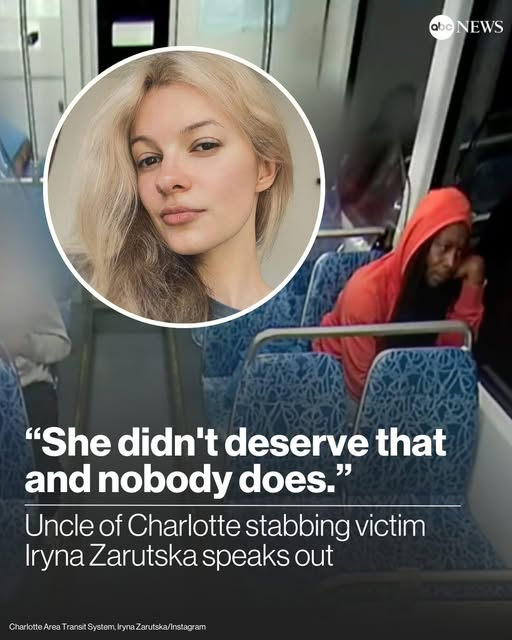 abc NEWS
“She didn't deserve that
and nobody does.”
Uncle of Charlotte stabbing victim
Iryna Zarutska speaks out
Charlotte Area Transit System, Iryna Zarutska/Instagram